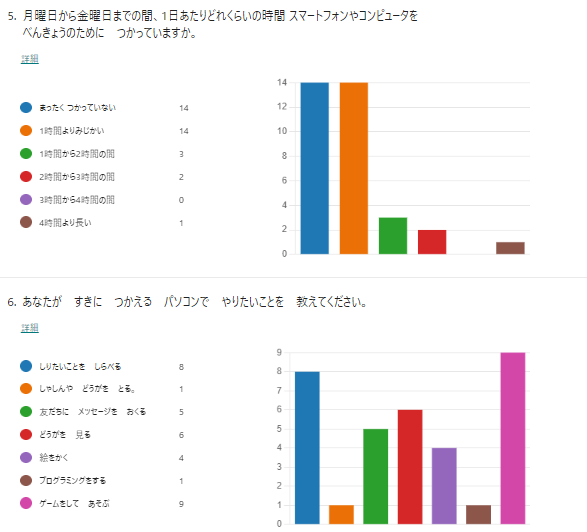 5. 月曜日から金曜日までの間、1日あたりどれくらいの時間 スマートフォンやコンピュータを
べんきょうのために　つかっていますか。
詳細
まったく つかっていない 14
1時間よりみじかい 14
1時間から2時間の間 3
2時間から3時間の間 2
3時間から4時間の間 0
4時間より長い 1
14
12
10
8
6
4
2
0
6. あなたが　すきに　つかえる　パソコンで　やりたいことを　教えてください。
詳細
しりたいことを　しらべる 8
しゃしんや　どうがを　とる。 1
友だちに　メッセージを　おくる 5
どうがを　見る 6
絵をかく 4
プログラミングをする 1
ゲームをして　あそぶ 9
9
8
7
6
5
4
3
2
1
0